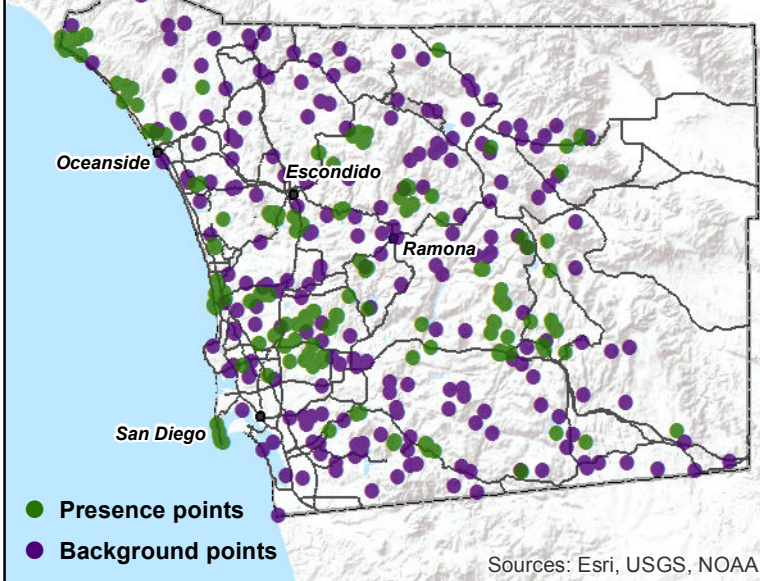 Oceanside
Escondido
Ramona
San Diego
Presence points
Background points
Sources: Esri, USGS, NOAA